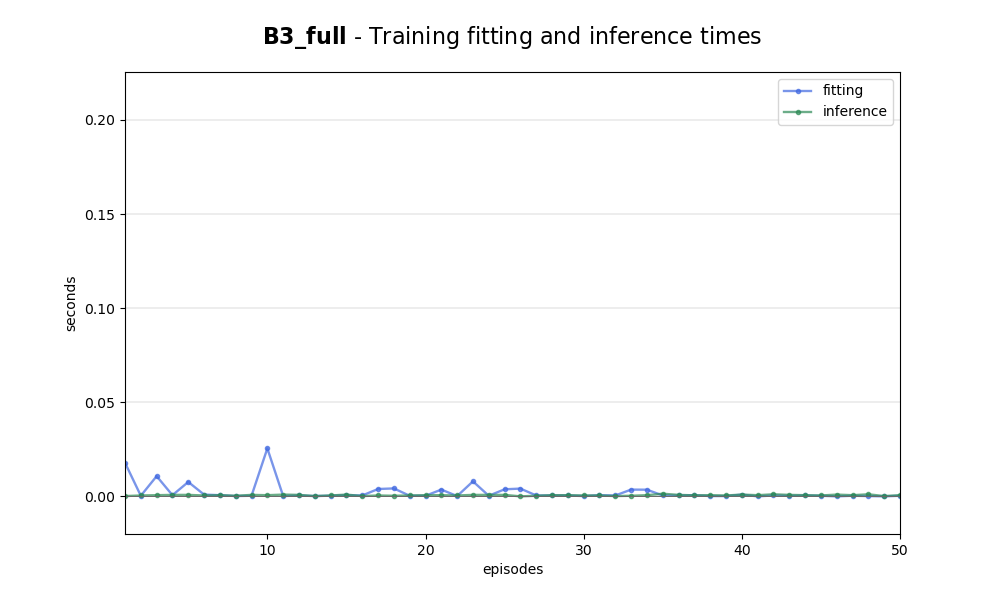 B3_full - Training fitting and inference times
fitting
inference
seconds
0.20
0.15
0.10
0.05
0.00
10
20
30
40
50
episodes